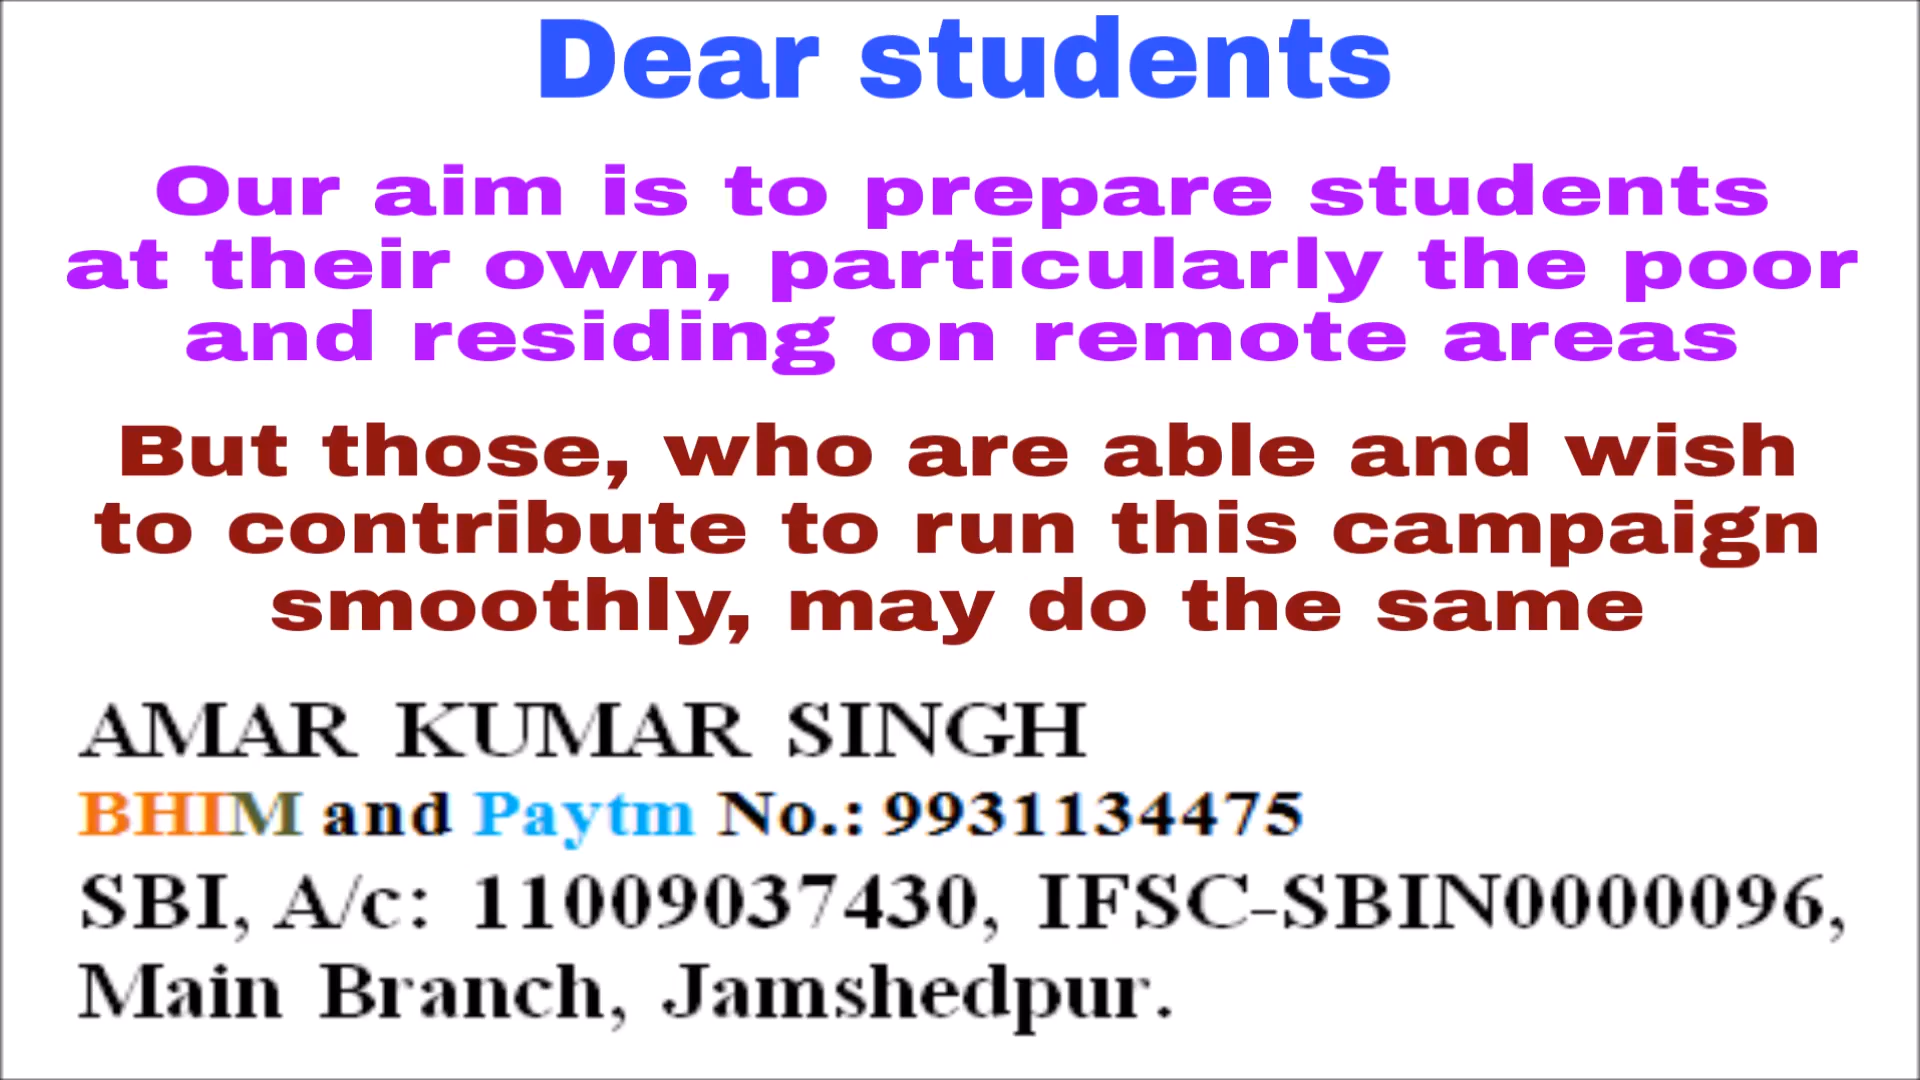 Dear students
Our aim is to prepare students
at their own, particularly the poor
and residing on remote areas
But those, who are able and wish
to contribute to run this campaign
smoothly, may do the same
AMAR KUMAR SINGH
BHIM and Paytm No.: 9931134475
SBI, A/c: 11009037430, IFSC-SBIN0000096,
Main Branch, Jamshedpur.